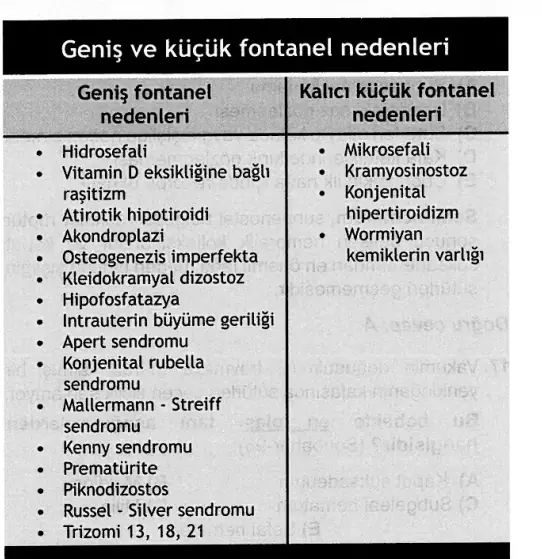 Geniş ve küçük fontanel nedenleri
Geniş fontanel
nedenleri
• Hidrosefali
• Vitamin D eksikliğine bağlı
raşitizm
• Atirotik hipotiroidi
• Akondroplazi
• Osteogenezis imperfekta
• Kleidokramyal dizostoz
• Hipofosfatazya
• Intrauterin büyüme geriliği
• Apert sendromu
• Konjenital rubella
sendromu
• Mallermann - Streiff
sendromu
• Kenny sendromu
• Prematürite
• Piknodizostos
• Russel - Silver sendromu
• Trizomi 13, 18, 21
Kalıcı küçük fontanel
nedenleri
• Mikrosefali
• Kramyosinostoz
• Konjenital
hipertiroidizm
• Wormiyan
kemiklerin varlığı